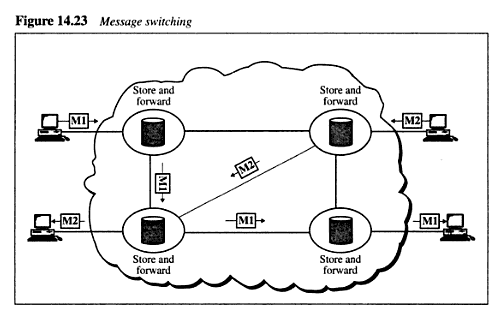 Figure 14.23 Message switching
Store and
forward
Store and
forward
M1
M2
M2
M1
M2
M1
M1
Store and
forward
Store and
forward